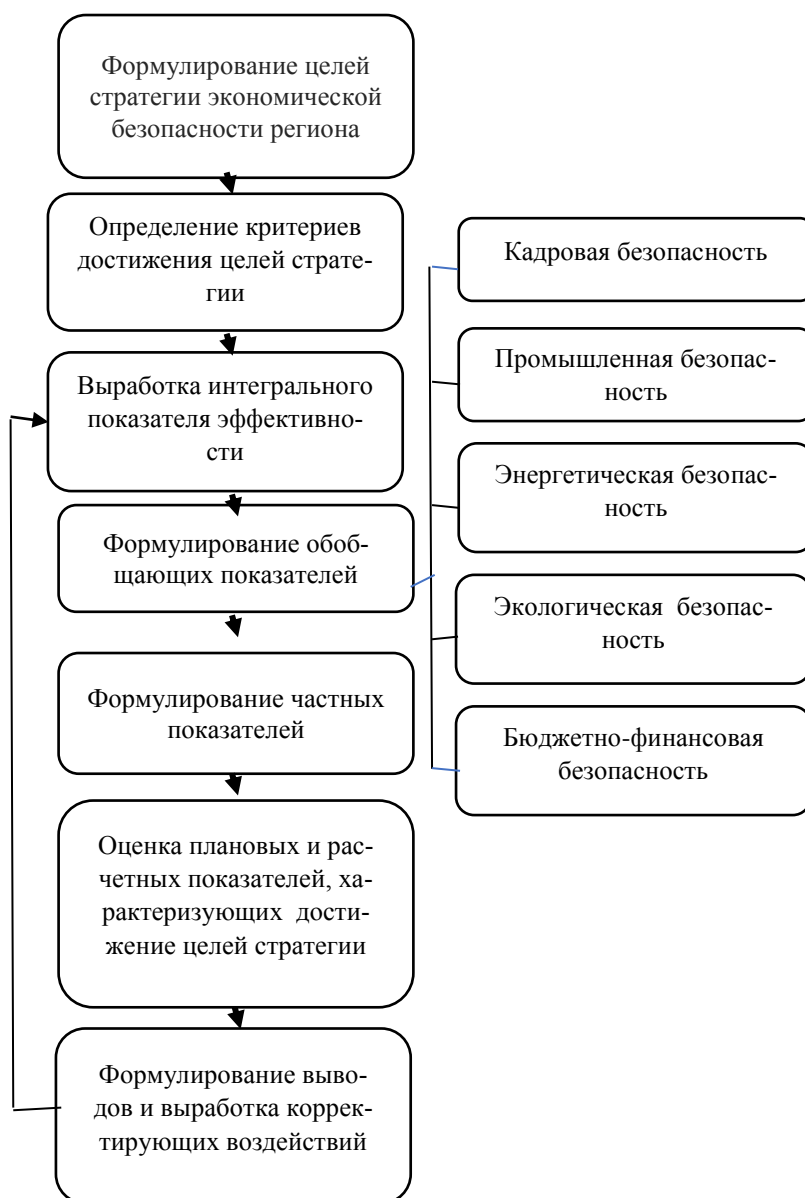 Формулирование целей
стратегии экономической
безопасности региона
Определение критериев
достижения целей страте-
гии
Выработка интегрального
показателя эффективно-
сти
Формулирование обоб-
щающих показателей
Формулирование частных
показателей
Оценка плановых и рас-
четных показателей, ха-
рактеризующих достиже-
жение целей стратегии
Формулирование выво-
дов и выработка коррек-
тирующих воздействий
Кадровая безопасность
Промышленная безопас-
ность
Энергетическая безопас-
ность
Экологическая безопас-
ность
Бюджетно-финансовая
безопасность